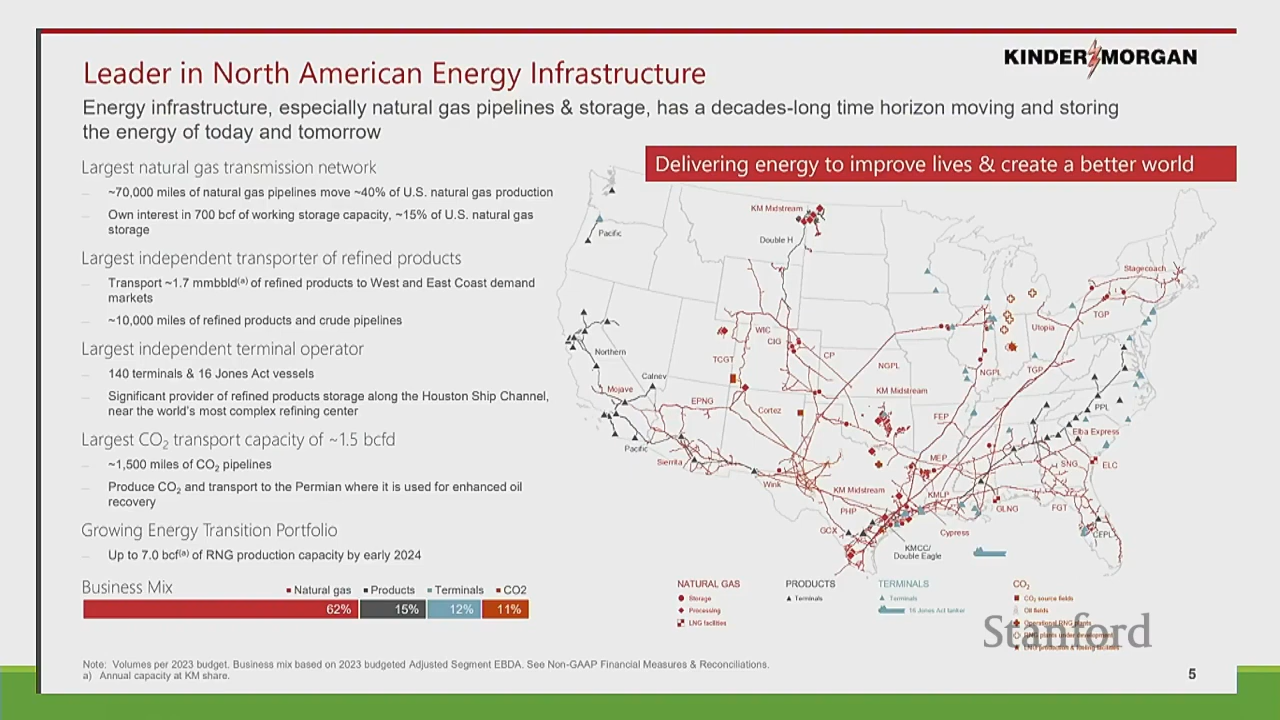 KINDER MORGAN
Leader in North American Energy Infrastructure
Energy infrastructure, especially natural gas pipelines & storage, has a decades-long time horizon moving and storing
the energy of today and tomorrow
Largest natural gas transmission network
~70,000 miles of natural gas pipelines move ~40% of U.S. natural gas production
Own interest in 700 bcf of working storage capacity, ~15% of U.S. natural gas
storage
Largest independent transporter of refined products
Transport ~1.7 mmbbld(a) of refined products to West and East Coast demand
markets
~10,000 miles of refined products and crude pipelines
Largest independent terminal operator
140 terminals & 16 Jones Act vessels
Significant provider of refined products storage along the Houston Ship Channel,
near the world's most complex refining center
Largest CO2 transport capacity of ~1.5 bcfd
~1,500 miles of CO2 pipelines
Produce CO2 and transport to the Permian where it is used for enhanced oil
recovery
Growing Energy Transition Portfolio
Up to 7.0 bcf(a) of RNG production capacity by early 2024
Business Mix
Natural gas Products Terminals CO2
62% 15% 12% 11%
Delivering energy to improve lives & create a better world
KM Midstream
Pacific
Double H
Stagecoach
TGP
Utopia
WIC
CIG
Northern
CP
TCGT
NGPL
NGPL
TGP
Calnev
Mojave
KM Midstream
EPNG
Cortez
PPL
FEP
Elba Express
Pacific
Sierrita
MEP
SNG
ELC
Wink
KM Midstream
KMLP
PHP
GLNG
FGT
GCX
Cypress
CEPL
KMCC/
Double Eagle
NATURAL GAS
Storage
Processing
LNG facilities
PRODUCTS
Terminals
TERMINALS
Terminals
16 Jones Act tanker
CO2
CO2 source fields
Oil fields
Operational RNG plants
RNG plants under development
Stanford
Note: Volumes per 2023 budget. Business mix based on 2023 budgeted Adjusted Segment EBDA. See Non-GAAP Financial Measures & Reconciliations.
a) Annual capacity at KM share.
5